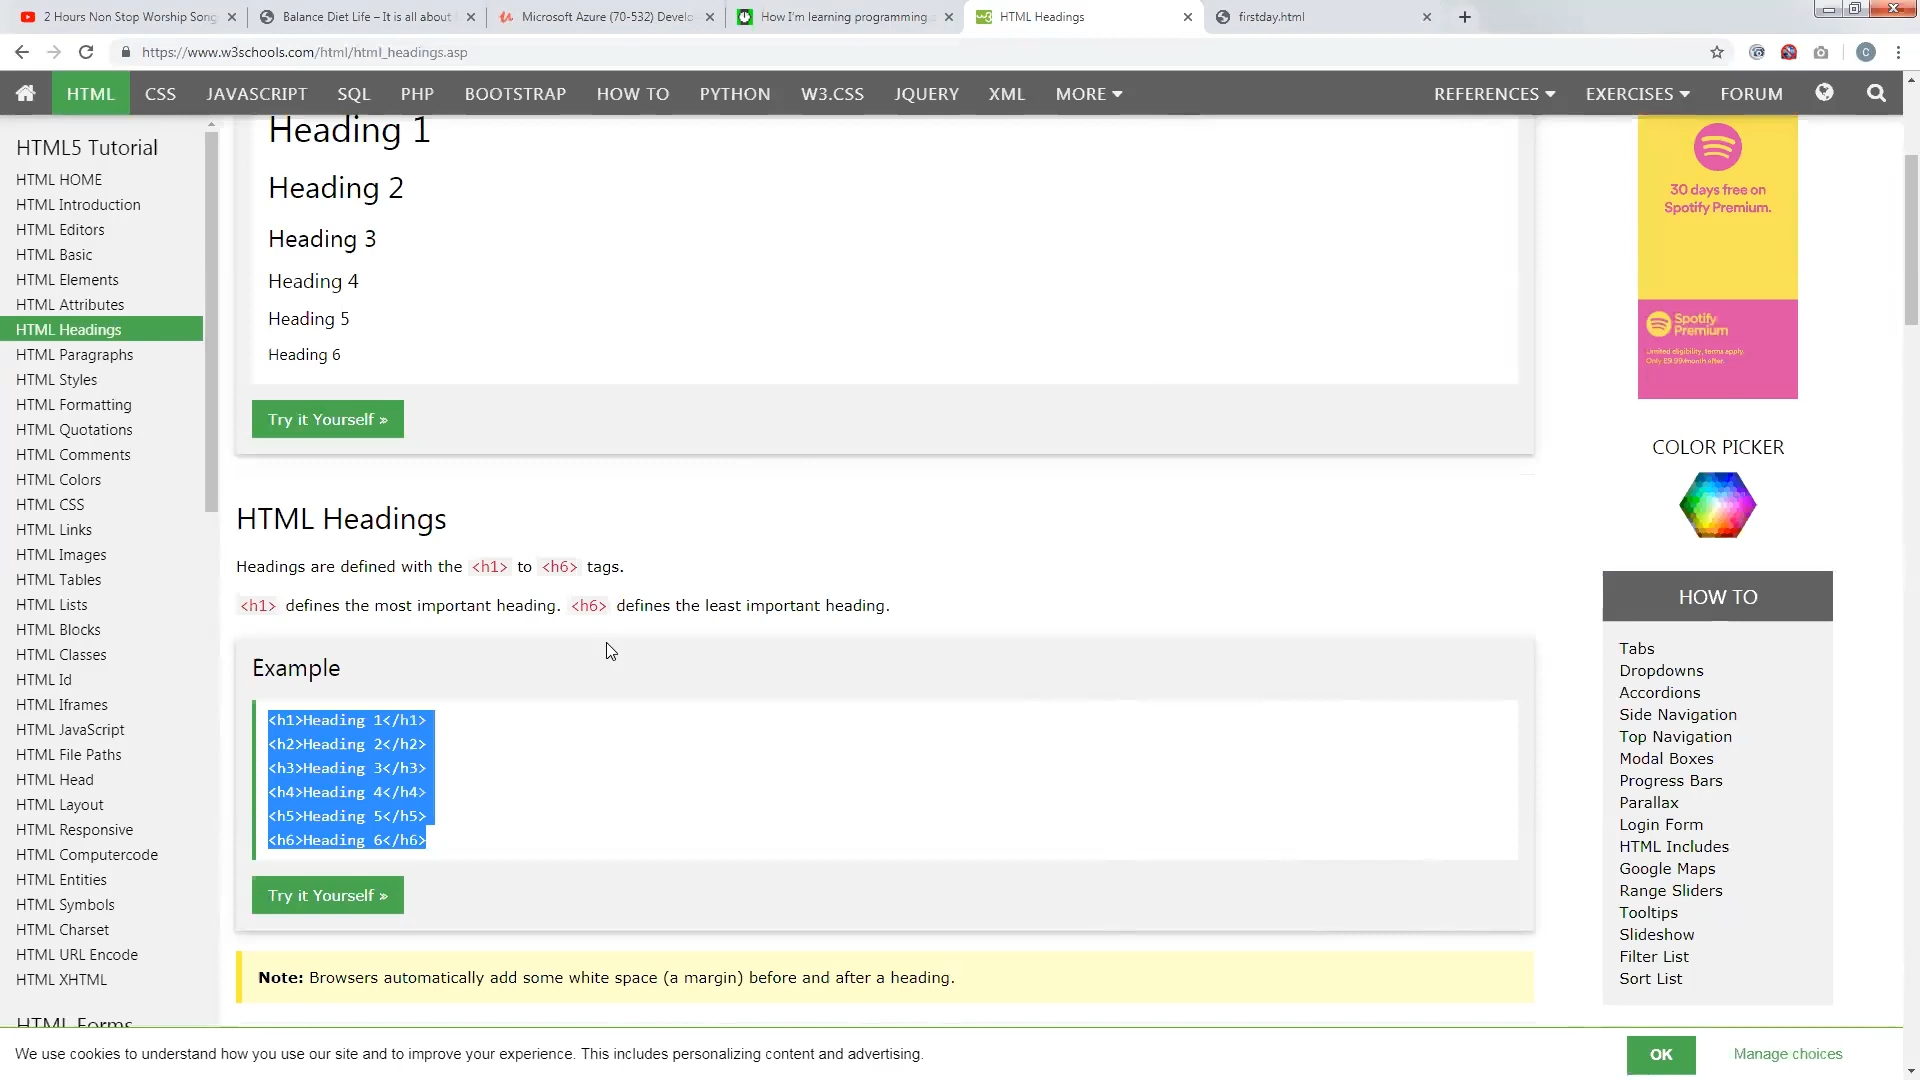 2 Hours Non Stop Worship Song
Balance Diet Life – It is all about
Microsoft Azure (70-532) Develo
How I'm learning programming
HTML Headings
firstday.html
https://www.w3schools.com/html/html_headings.asp
C
HTML CSS JAVASCRIPT SQL PHP BOOTSTRAP HOW TO PYTHON W3.CSS JQUERY XML MORE REFERENCES EXERCISES FORUM
HTML5 Tutorial
HTML HOME
HTML Introduction
HTML Editors
HTML Basic
HTML Elements
HTML Attributes
HTML Headings
HTML Paragraphs
HTML Styles
HTML Formatting
HTML Quotations
HTML Comments
HTML Colors
HTML CSS
HTML Links
HTML Images
HTML Tables
HTML Lists
HTML Blocks
HTML Classes
HTML Id
HTML Iframes
HTML JavaScript
HTML File Paths
HTML Head
HTML Layout
HTML Responsive
HTML Computercode
HTML Entities
HTML Symbols
HTML Charset
HTML URL Encode
HTML XHTML
HTML Forms
Heading 1
Heading 2
Heading 3
Heading 4
Heading 5
Heading 6
Try it Yourself »
HTML Headings
Headings are defined with the <h1> to <h6> tags.
<h1> defines the most important heading. <h6> defines the least important heading.
Example
<h1>Heading 1</h1>
<h2>Heading 2</h2>
<h3>Heading 3</h3>
<h4>Heading 4</h4>
<h5>Heading 5</h5>
<h6>Heading 6</h6>
Try it Yourself »
Note: Browsers automatically add some white space (a margin) before and after a heading.
30 days free on
Spotify Premium.
Spotify
Premium
Limited eligibility, terms apply.
Only £9.99/month after.
COLOR PICKER
HOW TO
Tabs
Dropdowns
Accordions
Side Navigation
Top Navigation
Modal Boxes
Progress Bars
Parallax
Login Form
HTML Includes
Google Maps
Range Sliders
Tooltips
Slideshow
Filter List
Sort List
We use cookies to understand how you use our site and to improve your experience. This includes personalizing content and advertising.
OK
Manage choices